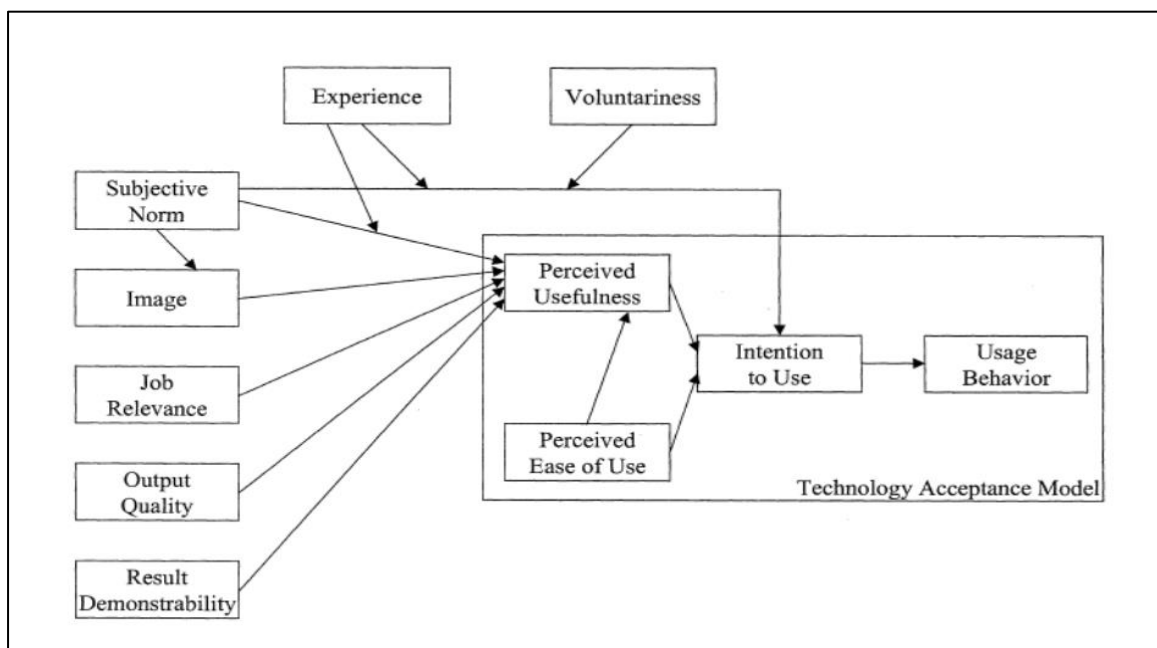 Experience
Voluntariness
Subjective
Norm
Image
Job
Relevance
Output
Quality
Result
Demonstrability
Perceived
Usefulness
Perceived
Ease of Use
Intention
to Use
Usage
Behavior
Technology Acceptance Model